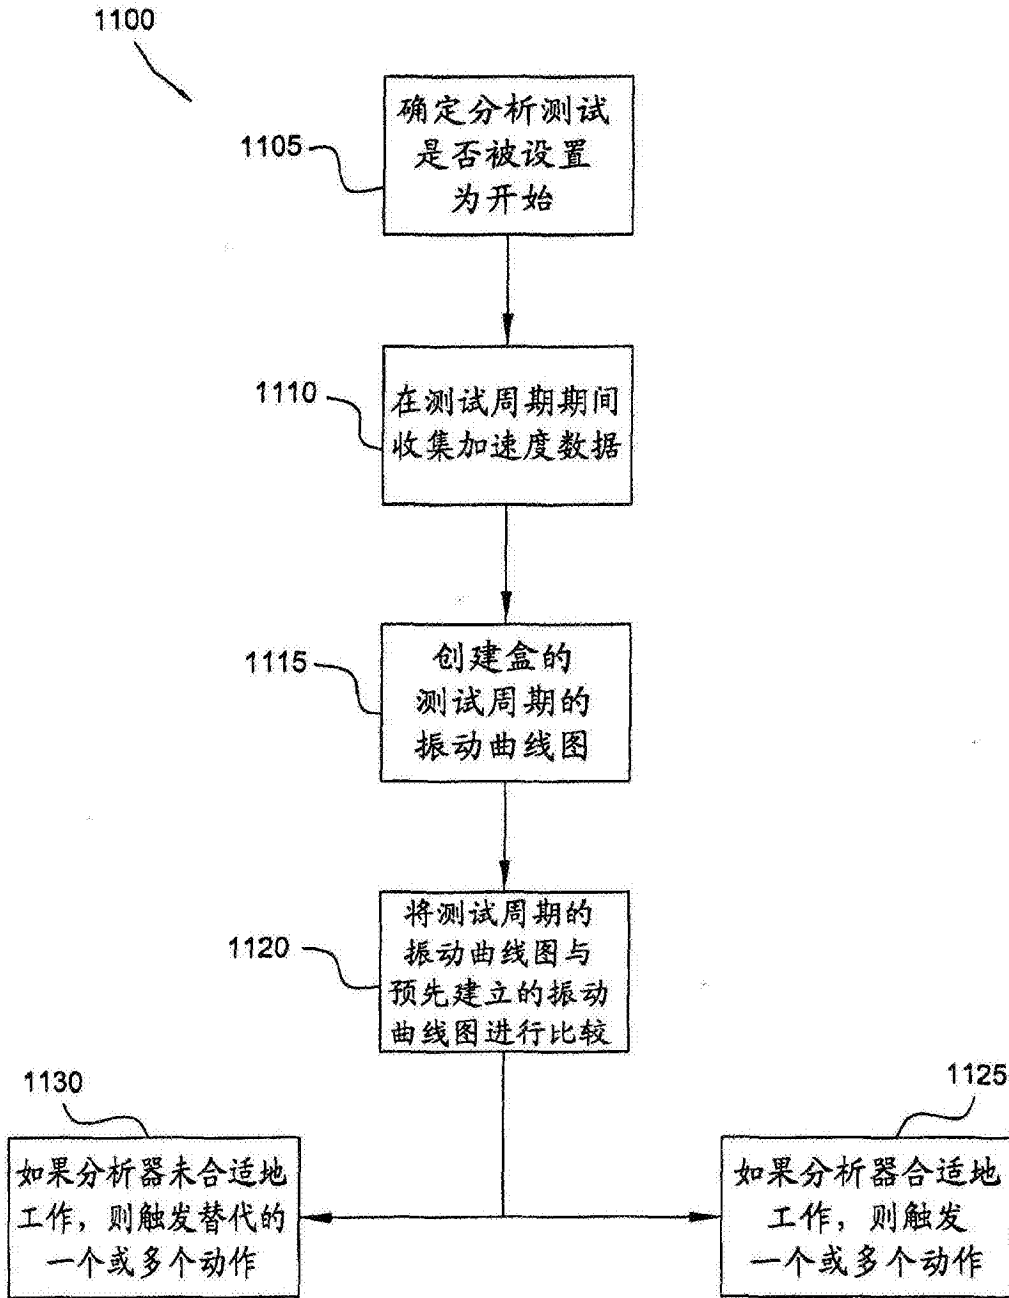 1100
1105
确定分析测试
是否被设置
为开始
1110
在测试周期期间
收集加速度数据
1115
创建盒的
测试周期的
振动曲线图
1120
将测试周期的
振动曲线图与
预先建立的振动
曲线图进行比较
1130
如果分析器未合适地
工作，则触发替代的
一个或多个动作
1125
如果分析器合适地
工作，则触发
一个或多个动作